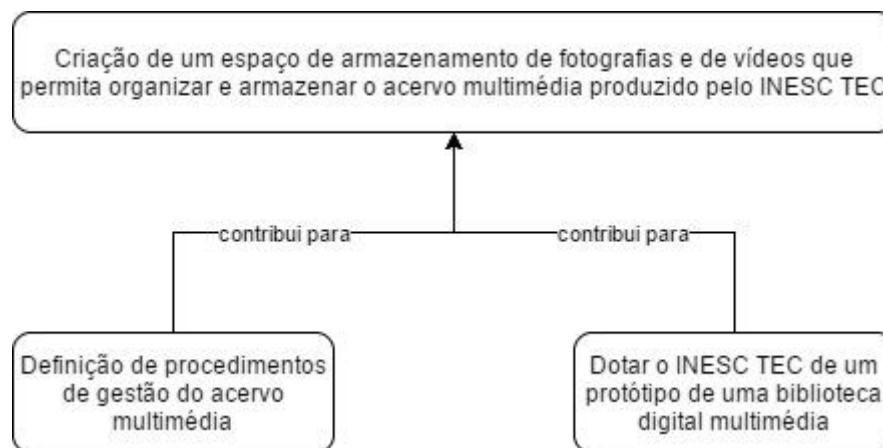 Criação de um espaço de armazenamento de fotografias e de vídeos que
permita organizar e armazenar o acervo multimédia produzido pelo INESC TEC
contribui para
contribui para
Definição de procedimentos
de gestão do acervo
multimédia
Dotar o INESC TEC de um
protótipo de uma biblioteca
digital multimédia